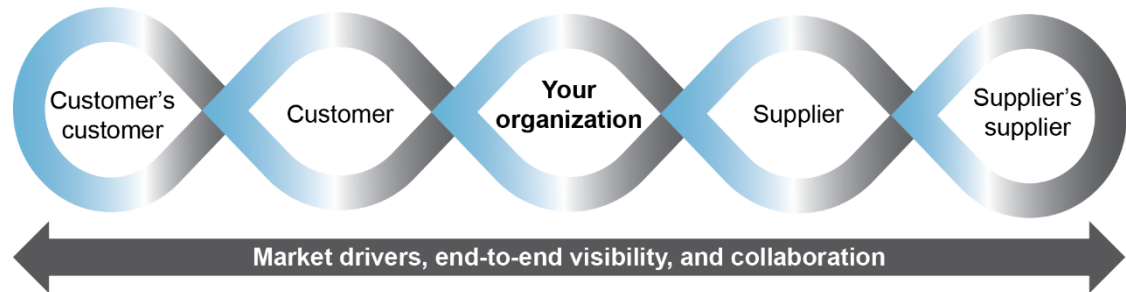 Customer’s
customer
Customer
Your
organization
Supplier
Supplier’s
supplier
Market drivers, end-to-end visibility, and collaboration